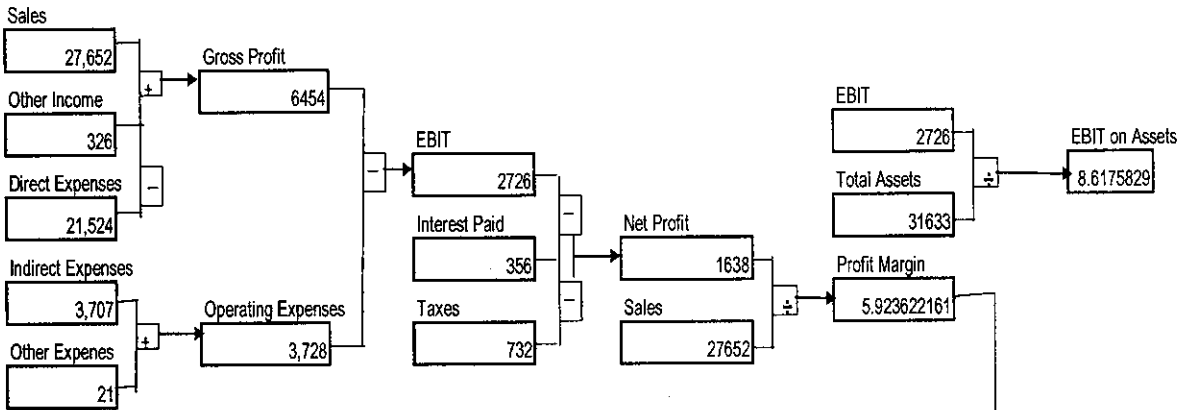 Sales
27,652
+
Gross Profit
6454
Other Income
326
−
Direct Expenses
21,524
Indirect Expenses
3,707
+
Operating Expenses
3,728
Other Expenes
21
−
EBIT
2726
−
Interest Paid
356
−
Taxes
732
Net Profit
1638
÷
Sales
27652
EBIT
2726
÷
Total Assets
31633
EBIT on Assets
8.6175829
Profit Margin
5.923622161